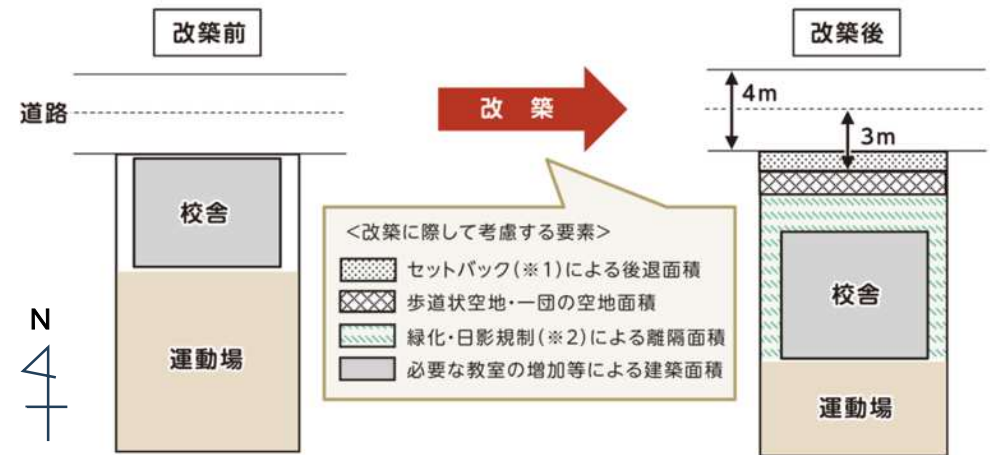 改築前
道路
校舎
運動場
N
改築
＜改築に際して考慮する要素＞
セットバック(※1)による後退面積
歩道状空地・一団の空地面積
緑化・日影規制(※2)による離隔面積
必要な教室の増加等による建築面積
改築後
4m
3m
校舎
運動場